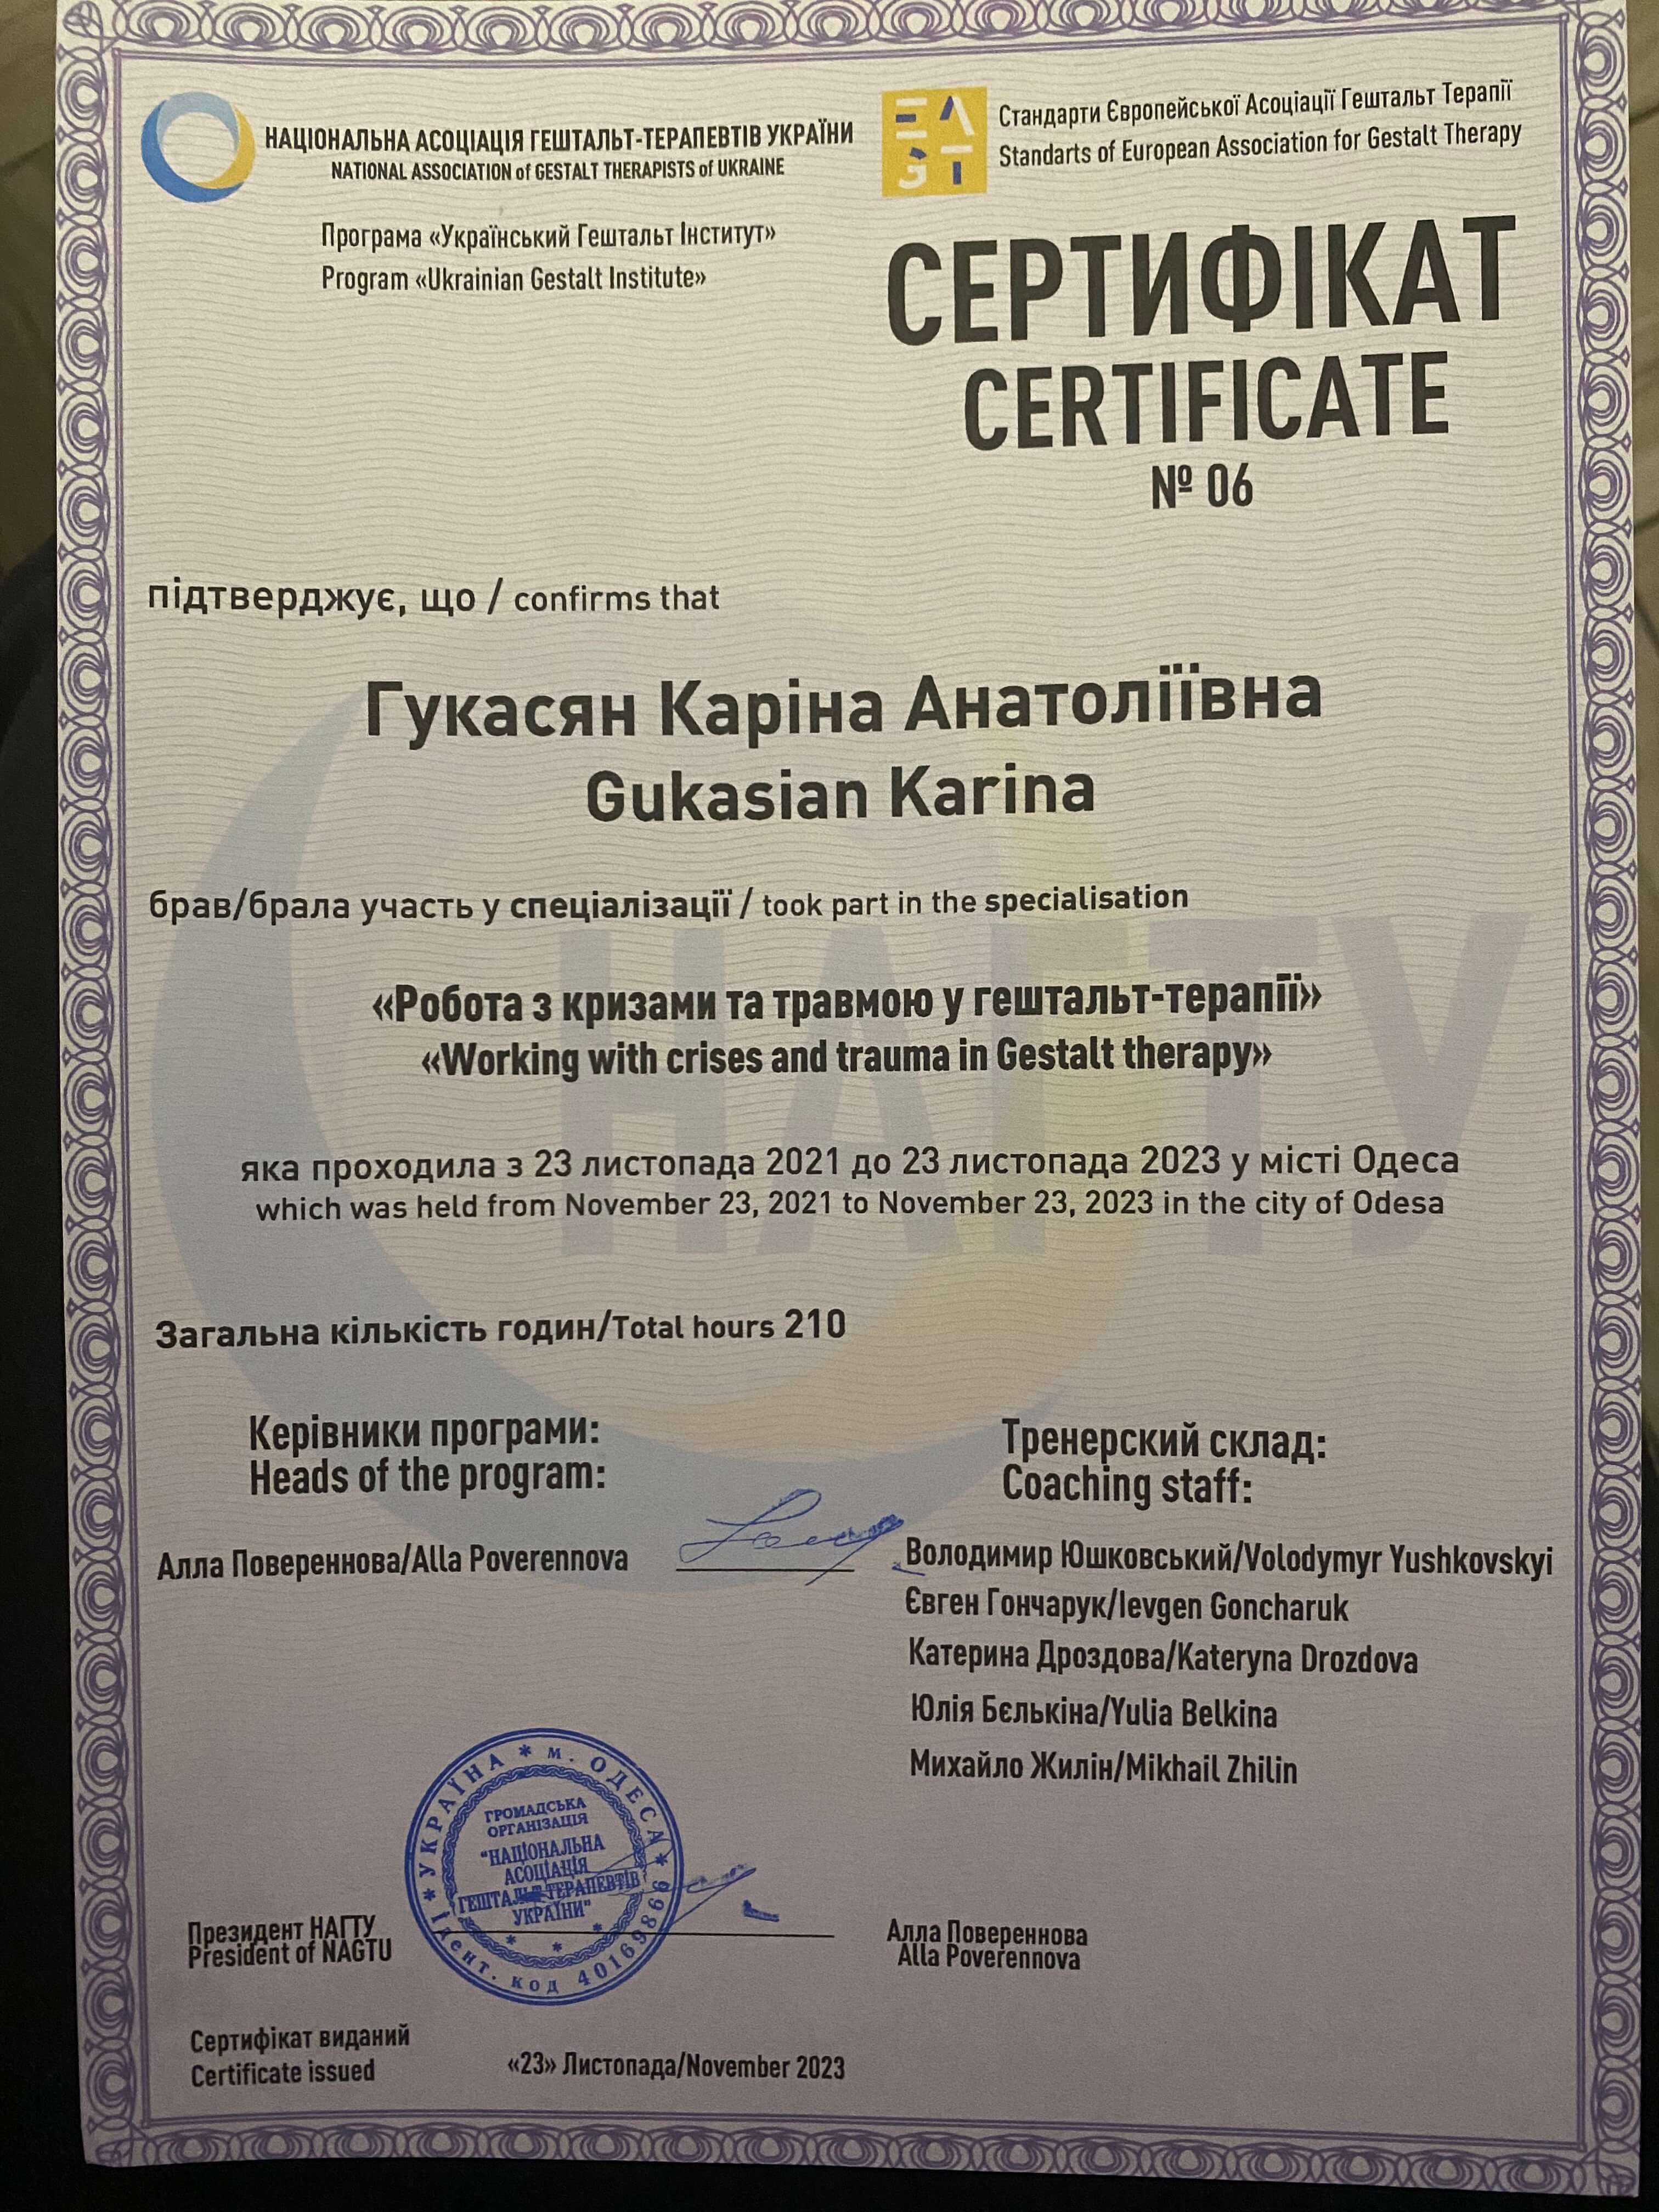 НАЦІОНАЛЬНА АСОЦІАЦІЯ ГЕШТАЛЬТ-ТЕРАПЕВТІВ УКРАЇНИ
NATIONAL ASSOCIATION of GESTALT THERAPISTS of UKRAINE
EAGT
Стандарти Європейської Асоціації Гештальт Терапії
Standarts of European Association for Gestalt Therapy
Програма «Український Гештальт Інститут»
Program «Ukrainian Gestalt Institute»
СЕРТИФІКАТ
CERTIFICATE
№ 06
підтверджує, що / confirms that
Гукасян Каріна Анатоліївна
Gukasian Karina
брав/брала участь у спеціалізації / took part in the specialisation
НАГТУ
«Робота з кризами та травмою у гештальт-терапії»
«Working with crises and trauma in Gestalt therapy»
яка проходила з 23 листопада 2021 до 23 листопада 2023 у місті Одеса
which was held from November 23, 2021 to November 23, 2023 in the city of Odesa
Загальна кількість годин/Total hours 210
Керівники програми:
Heads of the program:
Алла Повереннова/Alla Poverennova
Тренерский склад:
Coaching staff:
Володимир Юшковський/Volodymyr Yushkovskyi
Євген Гончарук/Ievgen Goncharuk
Катерина Дроздова/Kateryna Drozdova
Юлія Бєлькіна/Yulia Belkina
Михайло Жилін/Mikhail Zhilin
* УКРАЇНА * м. ОДЕСА *
Ідент. код 40169866
ГРОМАДСЬКА
ОРГАНІЗАЦІЯ
"НАЦІОНАЛЬНА
АСОЦІАЦІЯ
ГЕШТАЛЬТ-ТЕРАПЕВТІВ
УКРАЇНИ"
Президент НАГТУ
President of NAGTU
Алла Повереннова
Alla Poverennova
Сертифікат виданий
Certificate issued
«23» Листопада/November 2023